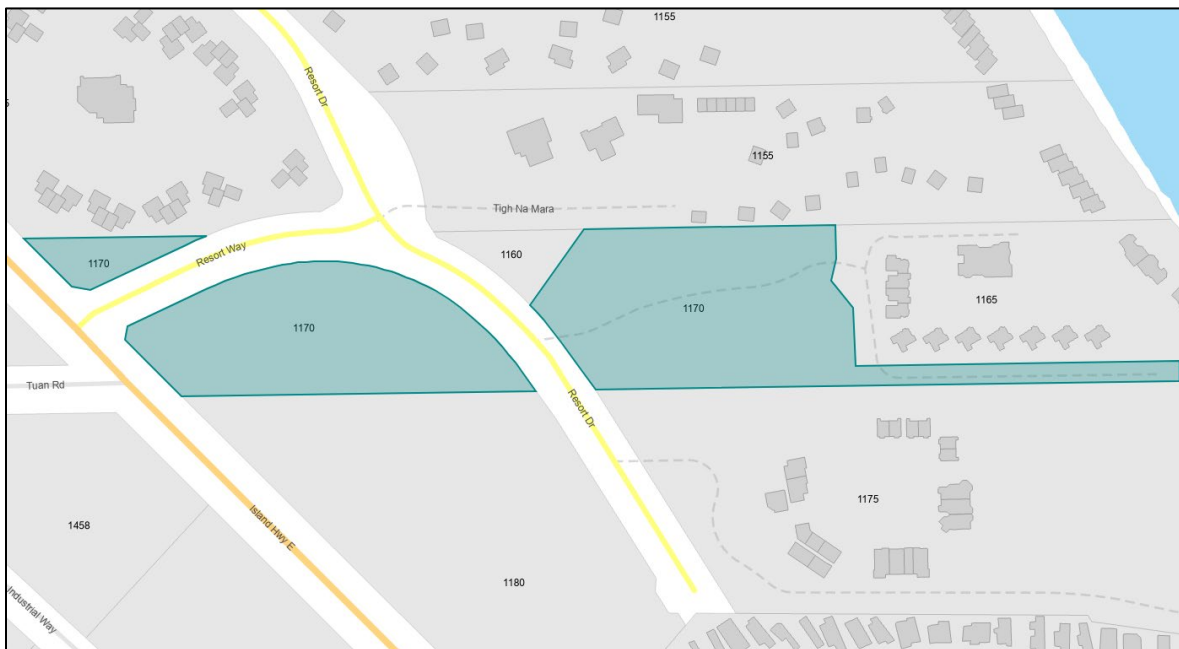 1155
Resort Dr
1155
Tigh Na Mara
Resort Way
1160
1170
1165
1170
1170
Tuan Rd
Resort Dr
1175
1458
Island Hwy E
1180
Industrial Way